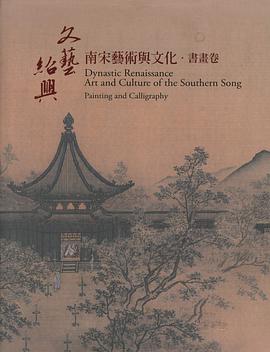 文藝
紹興
南宋藝術與文化・書畫卷
Dynastic Renaissance
Art and Culture of the Southern Song
Painting and Calligraphy